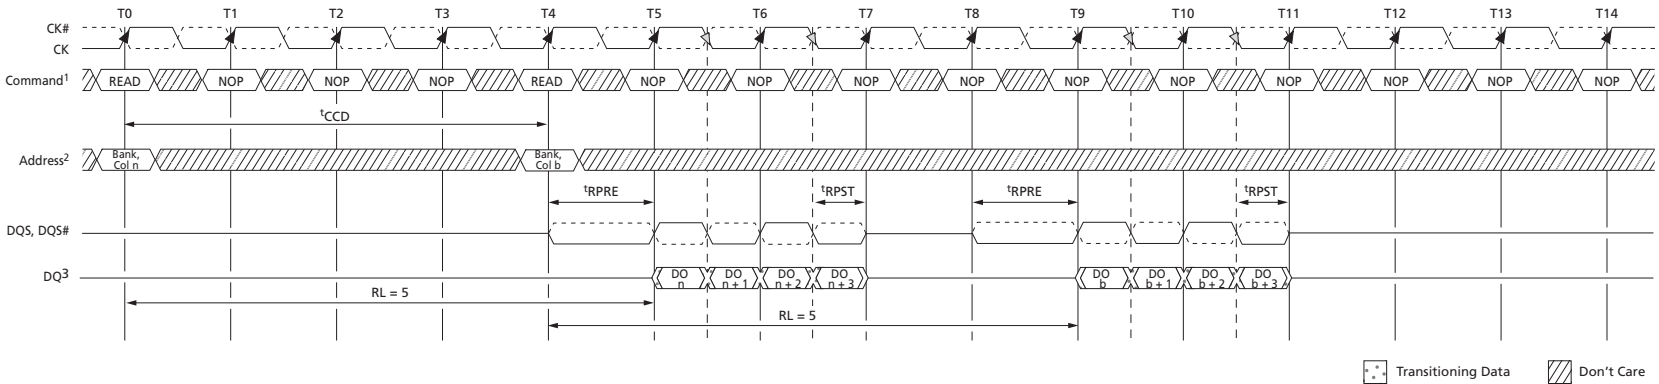 T0 T1 T2 T3 T4 T5 T6 T7 T8 T9 T10 T11 T12 T13 T14
CK#
CK
Command1 READ NOP NOP NOP READ NOP NOP NOP NOP NOP NOP NOP NOP NOP NOP
tCCD
Address2 Bank, Col n Bank, Col b
tRPRE tRPST tRPRE tRPST
DQS, DQS#
DQ3 DO n DO n + 1 DO n + 2 DO n + 3 DO b DO b + 1 DO b + 2 DO b + 3
RL = 5
RL = 5
Transitioning Data Don't Care